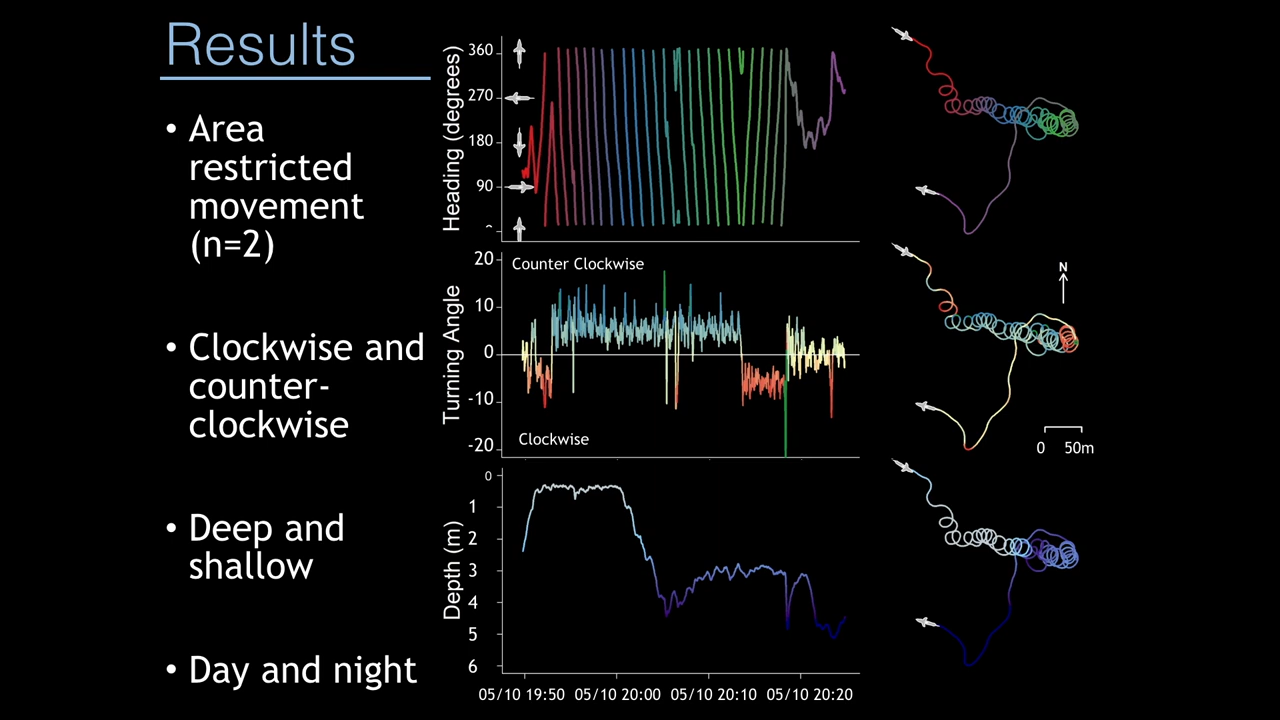 Results
• Area
restricted
movement
(n=2)
• Clockwise and
counter-
clockwise
• Deep and
shallow
• Day and night
Heading (degrees)
360
270
180
90
Turning Angle
20
10
0
-10
-20
Counter Clockwise
Clockwise
Depth (m)
0
1
2
3
4
5
6
05/10 19:50 05/10 20:00 05/10 20:10 05/10 20:20
N
0 50m